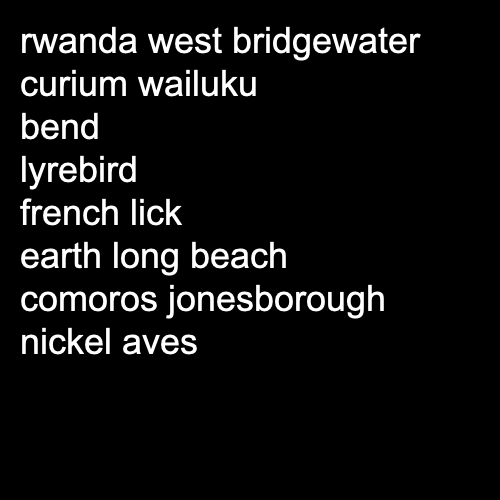 rwanda west bridgewater
curium wailuku
bend
lyrebird
french lick
earth long beach
comoros jonesborough
nickel aves